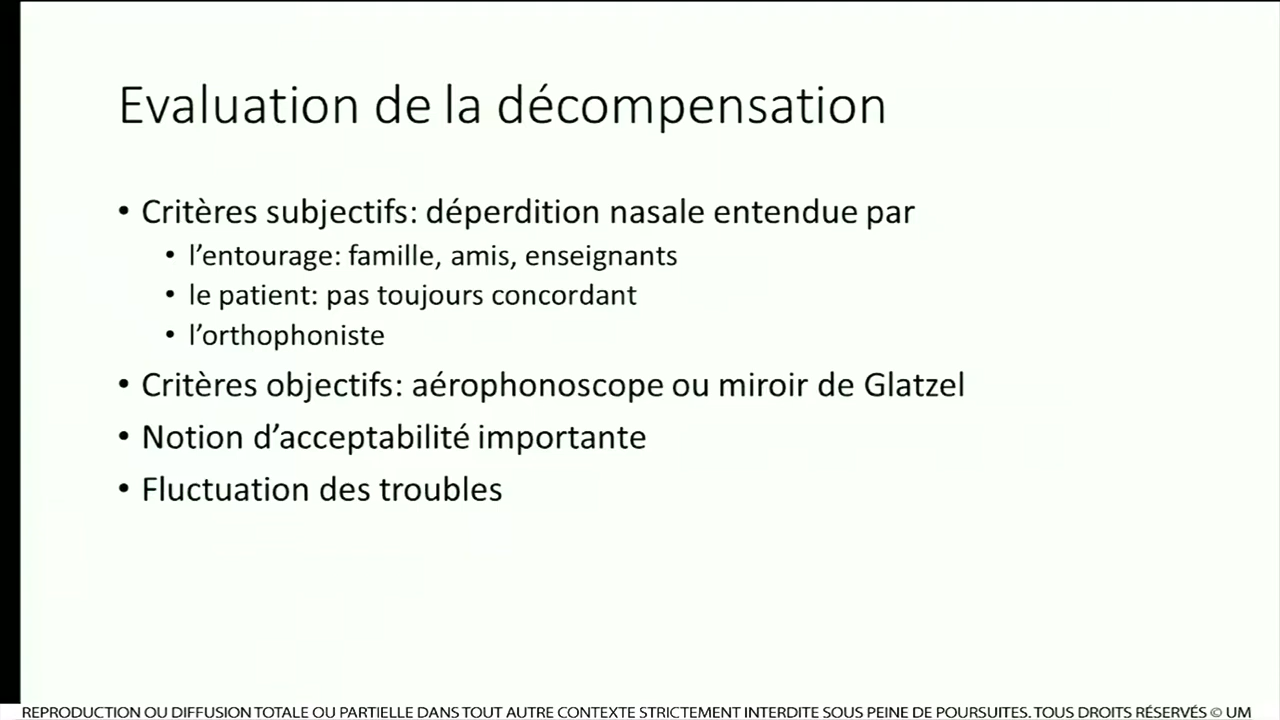 Evaluation de la décompensation
• Critères subjectifs: déperdition nasale entendue par
• l’entourage: famille, amis, enseignants
• le patient: pas toujours concordant
• l’orthophoniste
• Critères objectifs: aérophonoscope ou miroir de Glatzel
• Notion d’acceptabilité importante
• Fluctuation des troubles
REPRODUCTION OU DIFFUSION TOTALE OU PARTIELLE DANS TOUT AUTRE CONTEXTE STRICTEMENT INTERDITE SOUS PEINE DE POURSUITES. TOUS DROITS RÉSERVÉS © UM